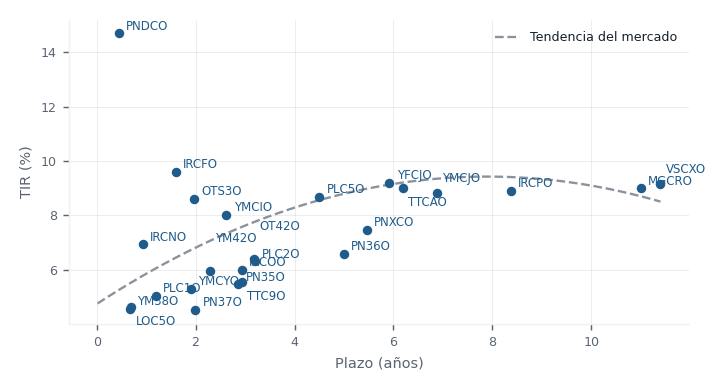 PNDCO
Tendencia del mercado
14
12
10
8
6
TIR (%)
IRCFO
OTS3O
YMCIO
OT42O
YM42O
IRCNO
PLC5O
YFCJO
YMCJO
TTCAO
IRCPO
VSCXO
MGCRO
PNXCO
PN36O
PLC2O
PN35O
YMCYO
TTC9O
PLC1O
YM38O
PN37O
LOC5O
0
2
4
6
8
10
Plazo (años)